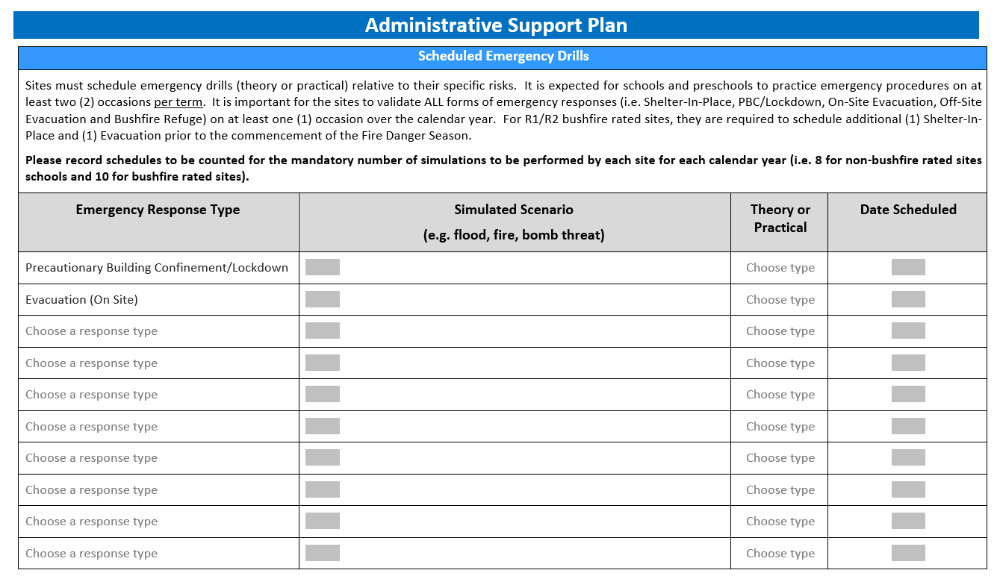 Administrative Support Plan
Scheduled Emergency Drills
Sites must schedule emergency drills (theory or practical) relative to their specific risks.  It is expected for schools and preschools to practice emergency procedures on at
least two (2) occasions per term.  It is important for the sites to validate ALL forms of emergency responses (i.e. Shelter-In-Place, PBC/Lockdown, On-Site Evacuation, Off-Site
Evacuation and Bushfire Refuge) on at least one (1) occasion over the calendar year.  For R1/R2 bushfire rated sites, they are required to schedule additional (1) Shelter-In-
Place and (1) Evacuation prior to the commencement of the Fire Danger Season.
Please record schedules to be counted for the mandatory number of simulations to be performed by each site for each calendar year (i.e. 8 for non-bushfire rated sites
schools and 10 for bushfire rated sites).
Emergency Response Type
Simulated Scenario
(e.g. flood, fire, bomb threat)
Theory or
Practical
Date Scheduled
Precautionary Building Confinement/Lockdown
Choose type
Evacuation (On Site)
Choose type
Choose a response type
Choose type
Choose a response type
Choose type
Choose a response type
Choose type
Choose a response type
Choose type
Choose a response type
Choose type
Choose a response type
Choose type
Choose a response type
Choose type
Choose a response type
Choose type